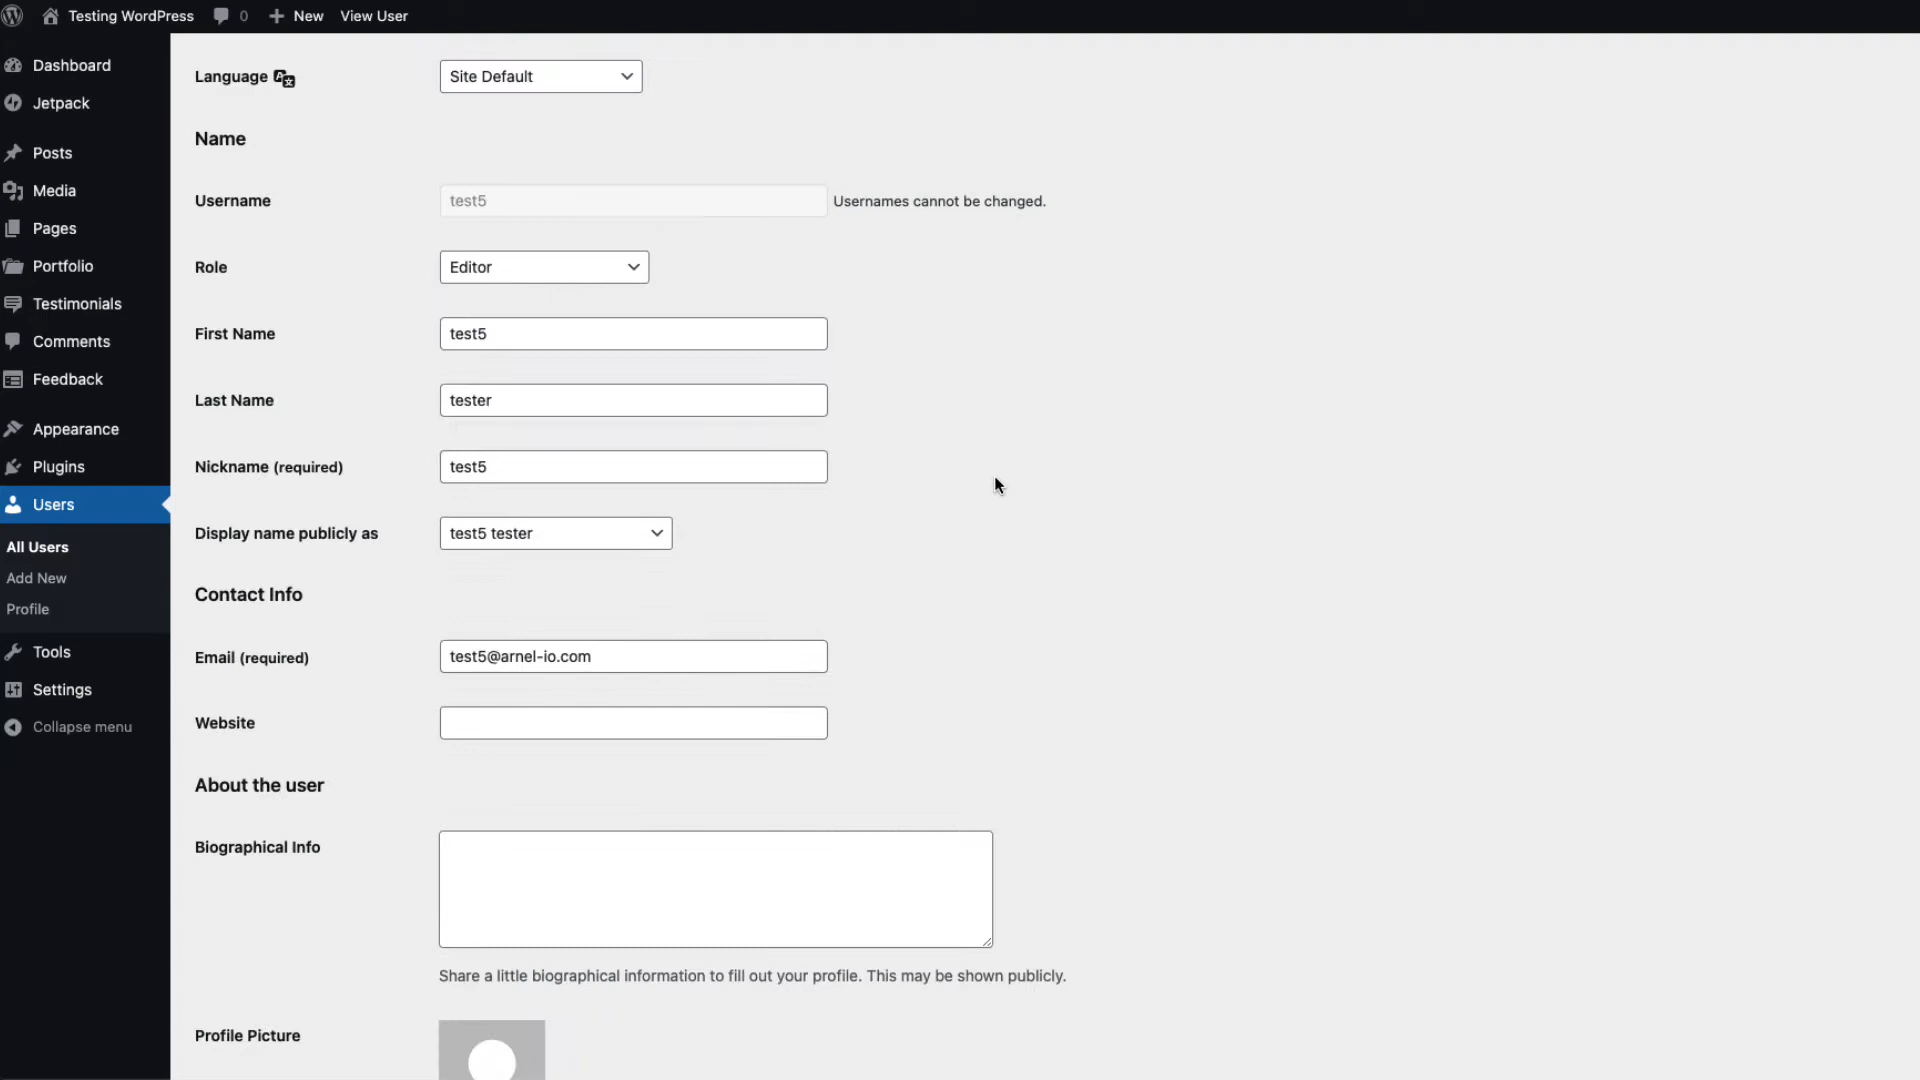 Testing WordPress 0 New View User
Dashboard
Jetpack
Posts
Media
Pages
Portfolio
Testimonials
Comments
Feedback
Appearance
Plugins
Users
All Users
Add New
Profile
Tools
Settings
Collapse menu
Language Site Default
Name
Username test5 Usernames cannot be changed.
Role Editor
First Name test5
Last Name tester
Nickname (required) test5
Display name publicly as test5 tester
Contact Info
Email (required) test5@arnel-io.com
Website
About the user
Biographical Info
Share a little biographical information to fill out your profile. This may be shown publicly.
Profile Picture